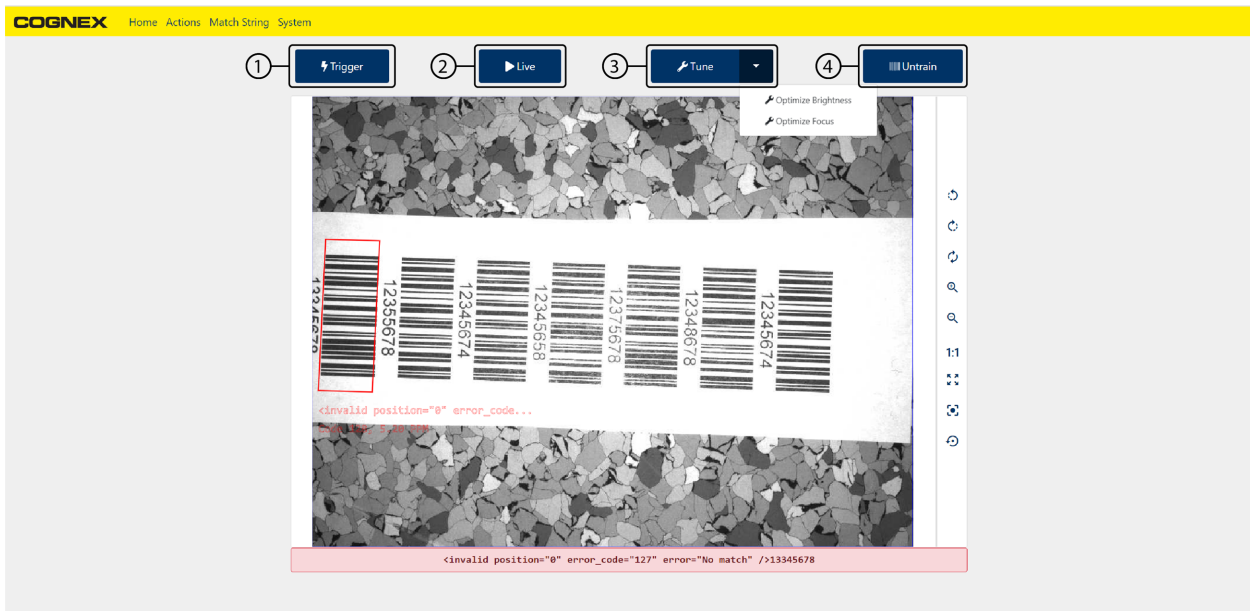 COGNEX Home Actions Match String System
1 Trigger 2 Live 3 Tune 4 Untrain
Optimize Brightness
Optimize Focus
12355678
12345674
12345658
12375678
12348678
12345674
1:1
<invalid position="0" error_code...
<invalid position="0" error_code="127" error="No match" />13345678